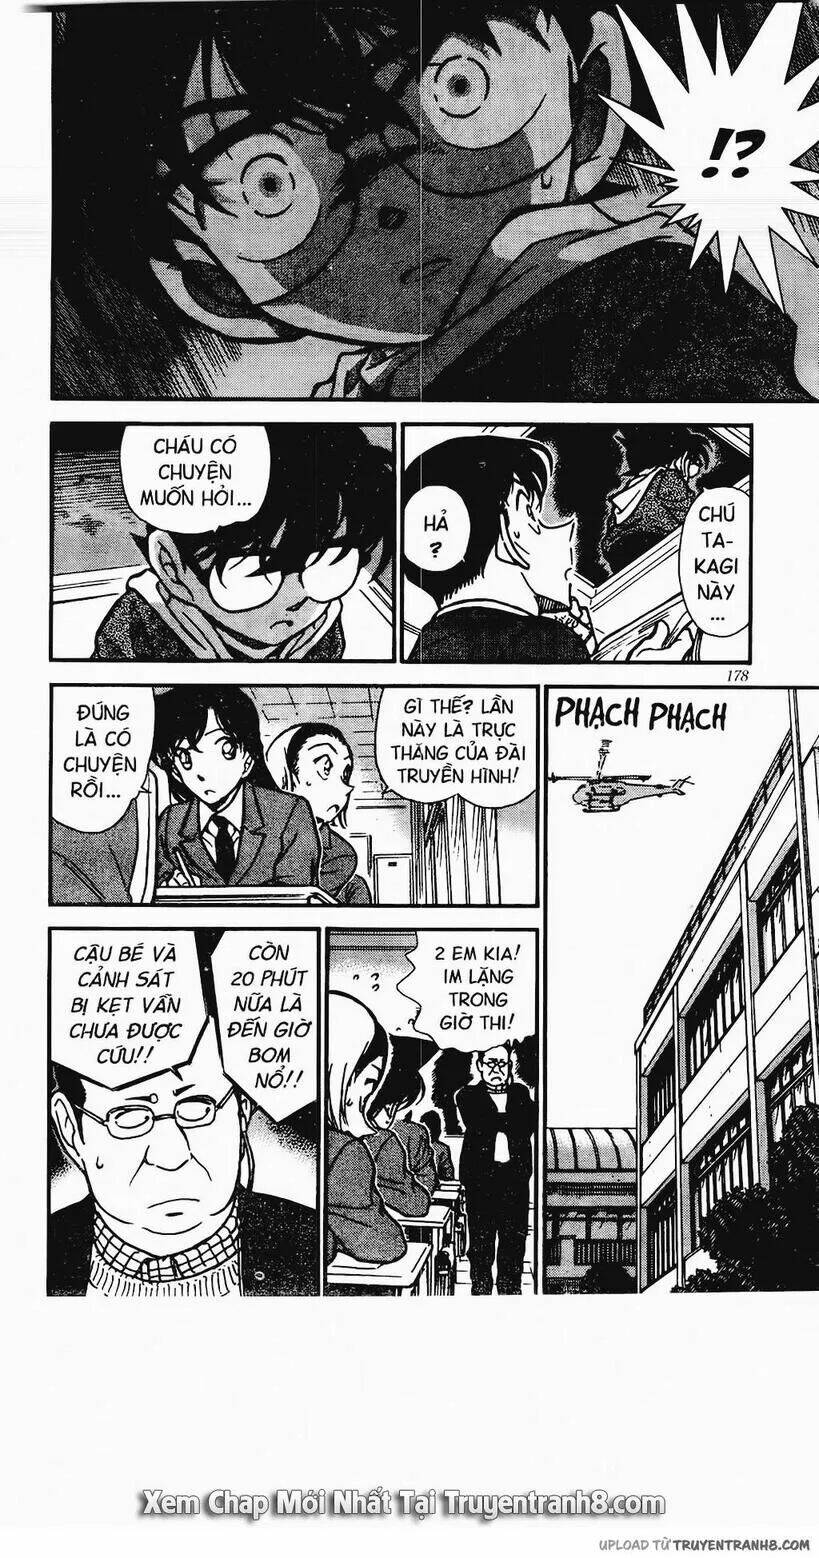 !?
CHÚ
TA-
KAGI
NÀY
...
HẢ
?
CHÁU CÓ
CHUYỆN
MUỐN HỎI...
178
PHẠCH PHẠCH
GÌ THẾ? LẦN
NÀY LÀ TRỰC
THĂNG CỦA ĐÀI
TRUYỀN HÌNH!
ĐÚNG
LÀ CÓ
CHUYỆN
RỒI...
2 EM KIA!
IM LẶNG
TRONG
GIỜ THI!
CÒN
20 PHÚT
NỮA LÀ
ĐẾN GIỜ
BOM
NỔ!!
CẬU BÉ VÀ
CẢNH SÁT
BỊ KẸT VẪN
CHƯA ĐƯỢC
CỨU!!
Xem Chap Mới Nhất Tại Truyentranh8.com
UPLOAD TỪ TRUYENTRANH8.COM